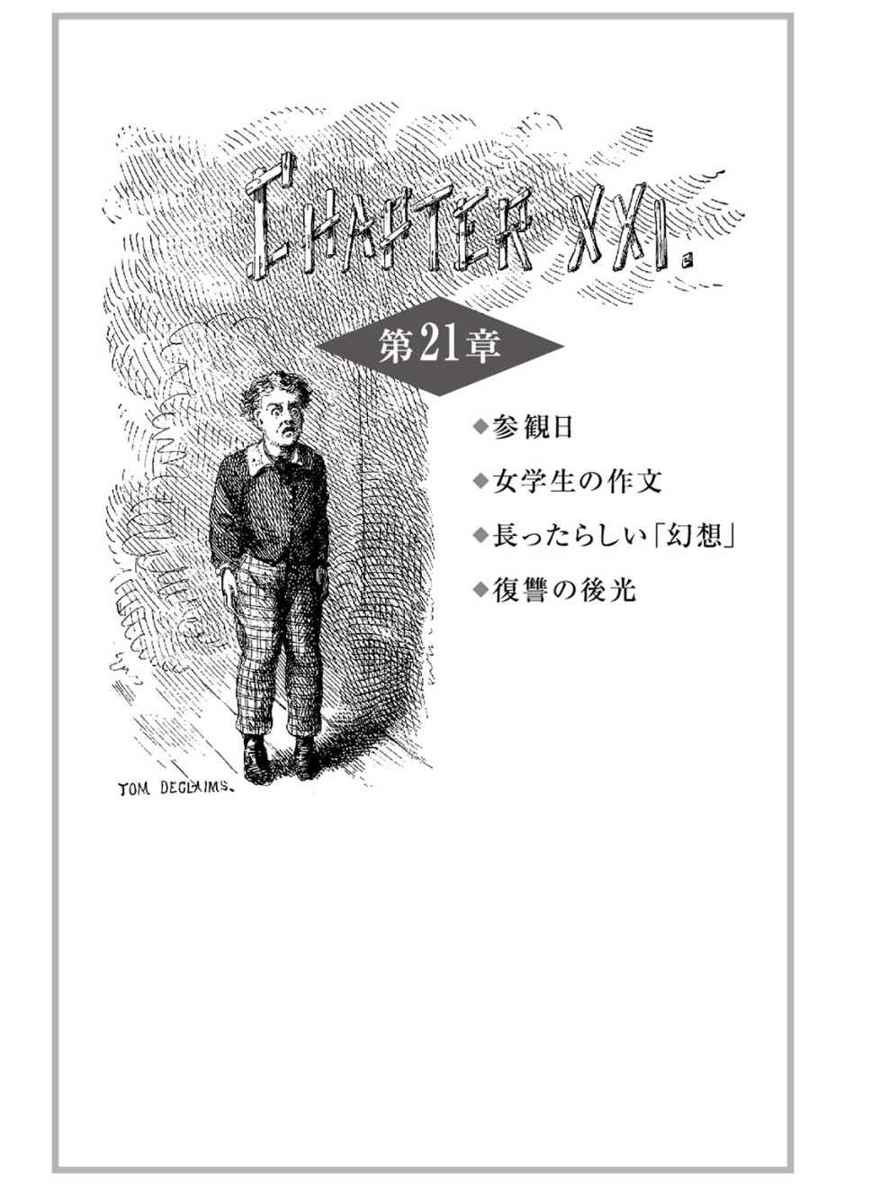 CHAPTER XXI.
第21章
◆参観日
◆女学生の作文
◆長ったらしい「幻想」
◆復讐の後光
TOM DECLAIMS.